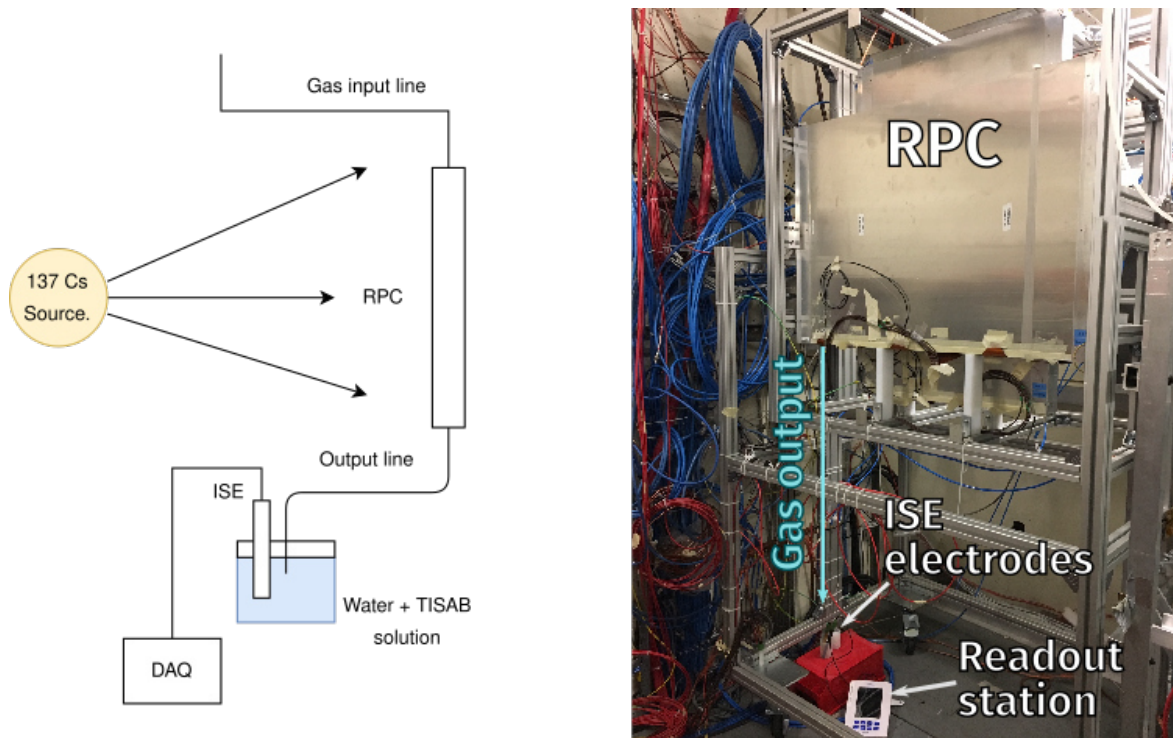 Gas input line
137 Cs
Source.
RPC
Output line
ISE
Water + TISAB
solution
DAQ
RPC
Gas output
ISE
electrodes
Readout
station